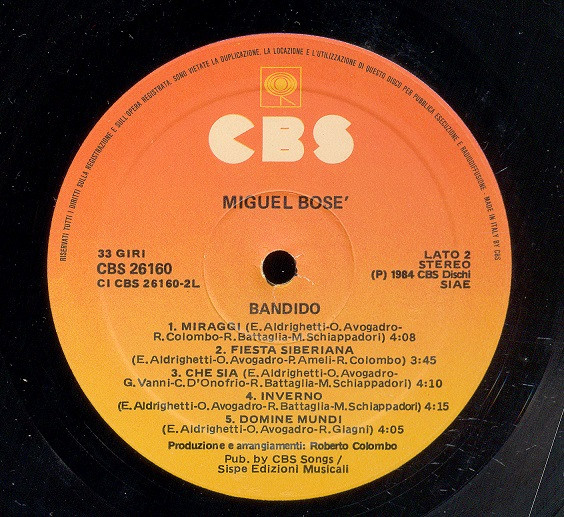 RISERVATI TUTTI I DIRITTI SULLA REGISTRAZIONE E SULL'OPERA REGISTRATA. SONO VIETATE LA DUPLICAZIONE, LA LOCAZIONE E L'UTILIZZAZIONE DI QUESTO DISCO PER PUBBLICA ESECUZIONE E RADIODIFFUSIONE - MADE IN ITALY BY CBS
CBS
MIGUEL BOSE'
33 GIRI
CBS 26160
CI CBS 26160-2L
LATO 2
STEREO
(P) 1984 CBS Dischi
SIAE
BANDIDO
1. MIRAGGI (E.Aldrighetti-O.Avogadro-
R.Colombo-R.Battaglia-M.Schiappadori) 4:08
2. FIESTA SIBERIANA
(E.Aldrighetti-O.Avogadro-P.Ameli-R.Colombo) 3:45
3. CHE SIA (E.Aldrighetti-O.Avogadro-
G.Vanni-C.D'Onofrio-R.Battaglia-M.Schiappadori) 4:10
4. INVERNO
(E.Aldrighetti-O.Avogadro-R.Battaglia-M.Schiappadori) 4:15
5. DOMINE MUNDI
(E.Aldrighetti-O.Avogadro-R.Giagni) 4:05
Produzione e arrangiamenti: Roberto Colombo
Pub. by CBS Songs /
Sispe Edizioni Musicali